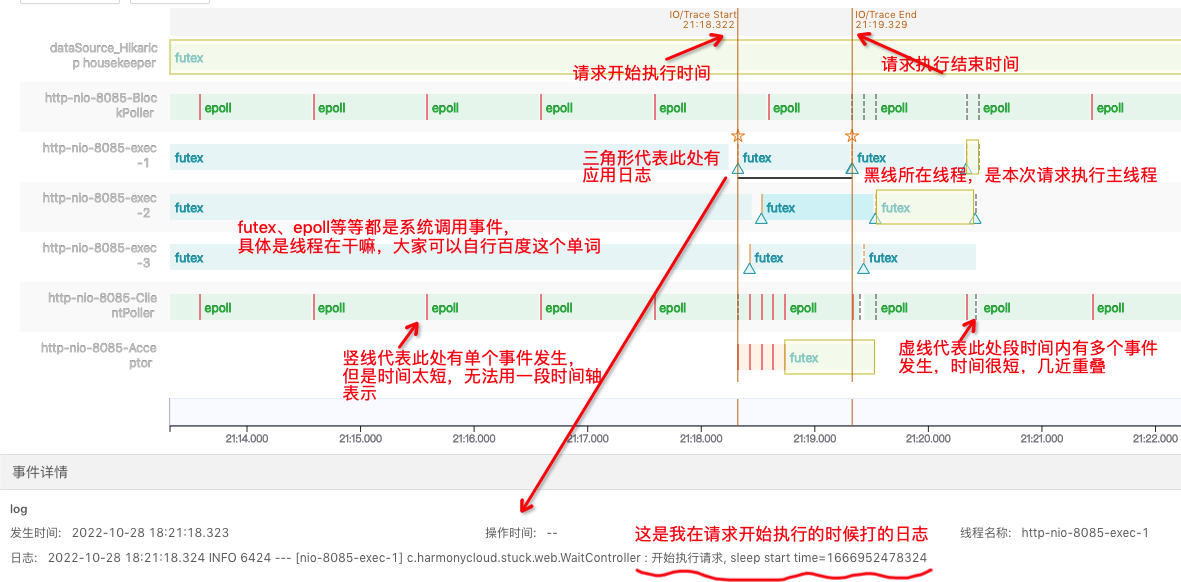 IO/Trace Start
21:18.322
IO/Trace End
21:19.329
请求开始执行时间
请求执行结束时间
dataSource_Hikaric
p housekeeper
futex
http-nio-8085-Bloc
kPoller
epoll
epoll
epoll
epoll
epoll
epoll
epoll
epoll
http-nio-8085-exec
-1
futex
futex
futex
三角形代表此处有
应用日志
黑线所在线程，是本次请求执行主线程
http-nio-8085-exec
-2
futex
futex
futex
futex、epoll等等都是系统调用事件，
具体是线程在干嘛，大家可以自行百度这个单词
http-nio-8085-exec
-3
futex
futex
futex
http-nio-8085-Clie
ntPoller
epoll
epoll
epoll
epoll
epoll
epoll
epoll
epoll
epoll
http-nio-8085-Acce
ptor
futex
竖线代表此处有单个事件发生，
但是时间太短，无法用一段时间轴
表示
虚线代表此处段时间内有多个事件
发生，时间很短，几近重叠
21:14.000
21:15.000
21:16.000
21:17.000
21:18.000
21:19.000
21:20.000
21:21.000
21:22.000
事件详情
log
发生时间: 2022-10-28 18:21:18.323
操作时间: --
这是我在请求开始执行的时候打的日志
线程名称: http-nio-8085-exec-1
日志: 2022-10-28 18:21:18.324 INFO 6424 --- [nio-8085-exec-1] c.harmonycloud.stuck.web.WaitController : 开始执行请求, sleep start time=1666952478324